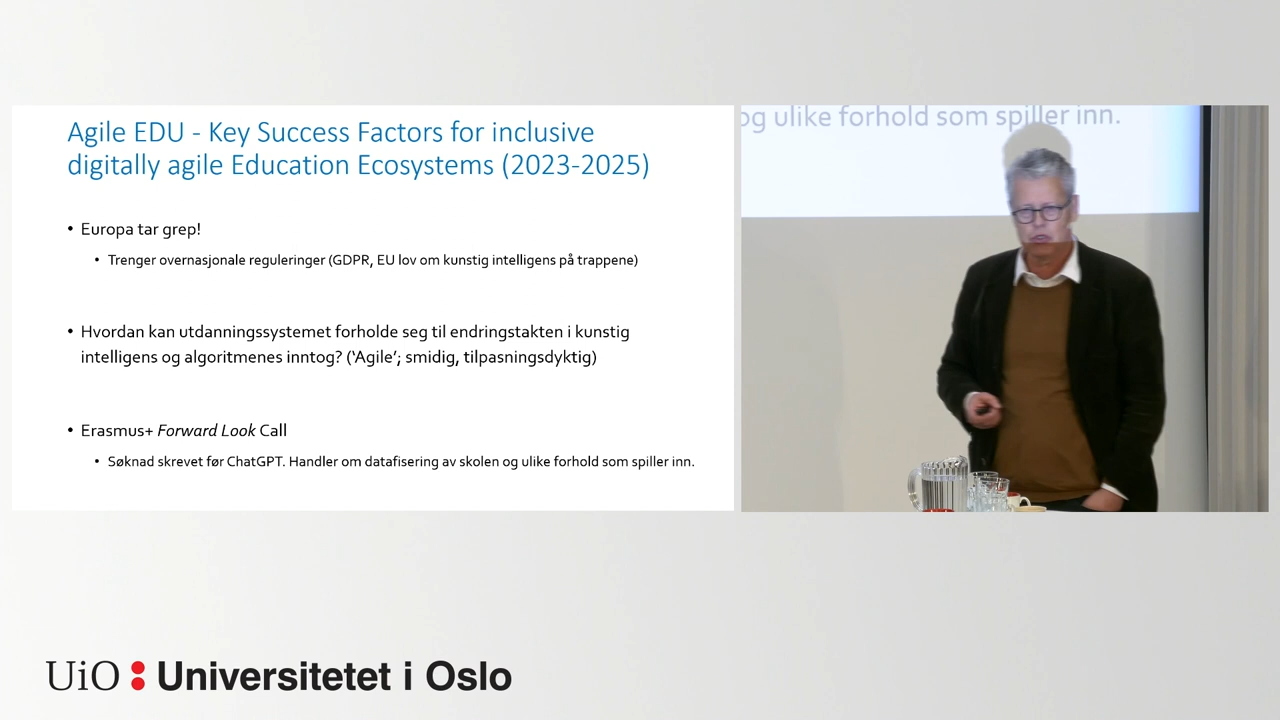 Agile EDU - Key Success Factors for inclusive
digitally agile Education Ecosystems (2023-2025)
• Europa tar grep!
• Trenger overnasjonale reguleringer (GDPR, EU lov om kunstig intelligens på trappene)
• Hvordan kan utdanningssystemet forholde seg til endringstakten i kunstig
intelligens og algoritmenes inntog? (‘Agile’; smidig, tilpasningsdyktig)
• Erasmus+ Forward Look Call
• Søknad skrevet før ChatGPT. Handler om datafisering av skolen og ulike forhold som spiller inn.
og ulike forhold som spiller inn.
UiO : Universitetet i Oslo